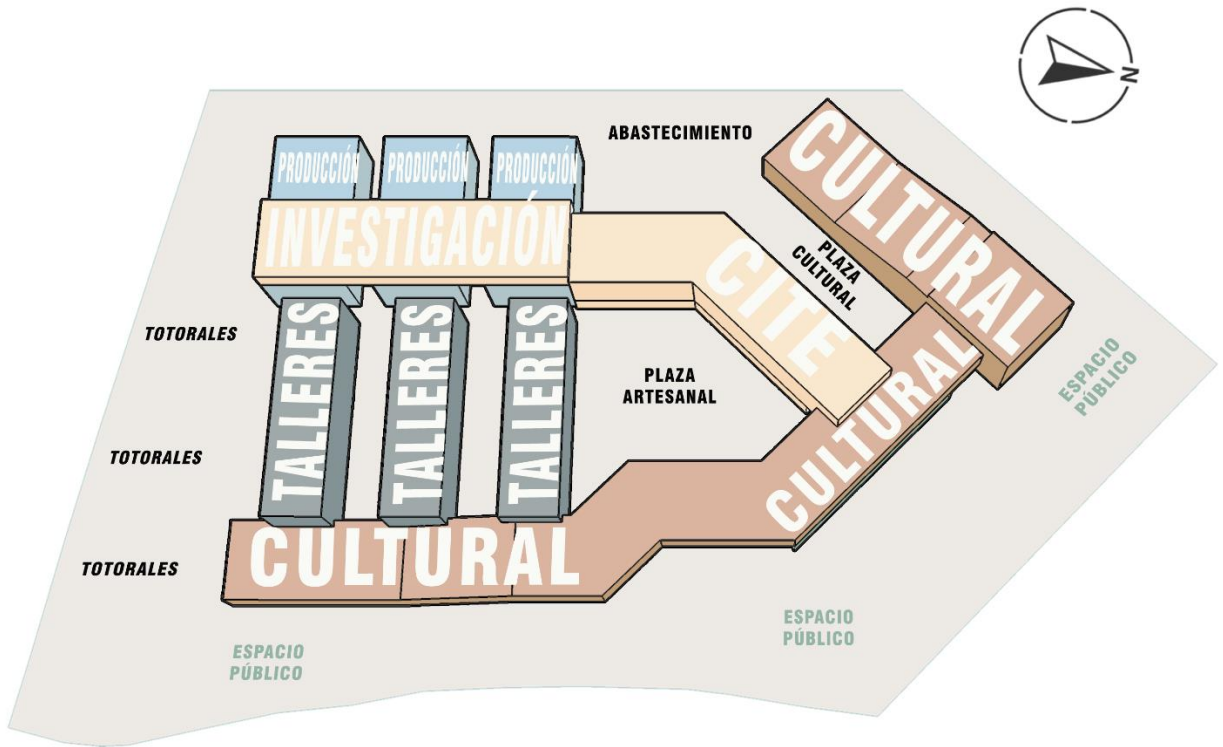 N
ABASTECIMIENTO
PRODUCCIÓN
PRODUCCIÓN
PRODUCCIÓN
CULTURAL
INVESTIGACIÓN
CITE
PLAZA
CULTURAL
TOTORALES
TALLERES
TALLERES
TALLERES
PLAZA
ARTESANAL
CULTURAL
ESPACIO
PÚBLICO
TOTORALES
TOTORALES
CULTURAL
ESPACIO
PÚBLICO
ESPACIO
PÚBLICO